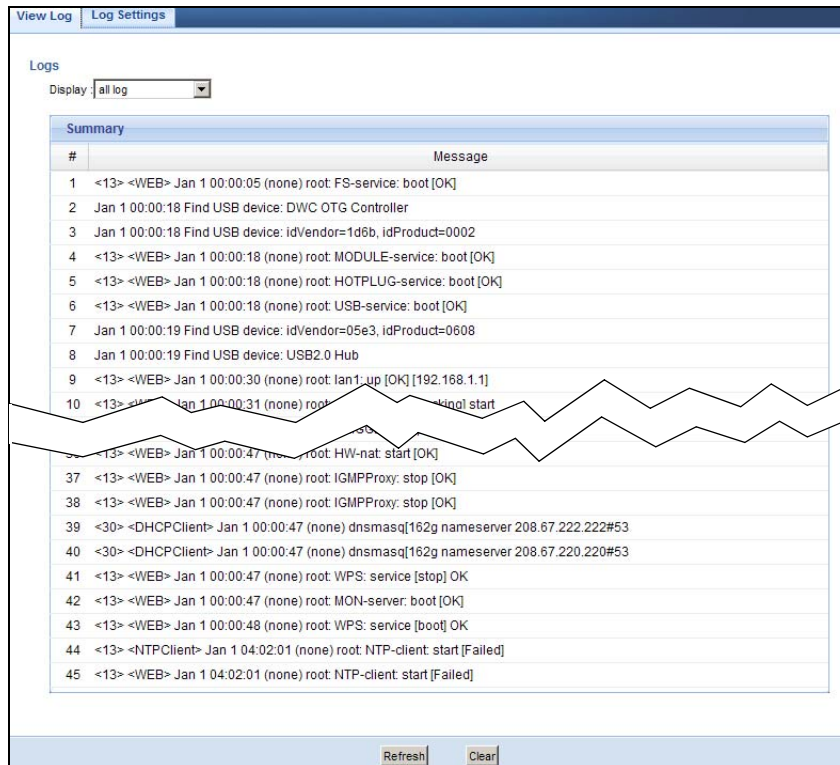 View Log Log Settings
Logs
Display : all log
Summary
# Message
1 <13> <WEB> Jan 1 00:00:05 (none) root: FS-service: boot [OK]
2 Jan 1 00:00:18 Find USB device: DWC OTG Controller
3 Jan 1 00:00:18 Find USB device: idVendor=1d6b, idProduct=0002
4 <13> <WEB> Jan 1 00:00:18 (none) root: MODULE-service: boot [OK]
5 <13> <WEB> Jan 1 00:00:18 (none) root: HOTPLUG-service: boot [OK]
6 <13> <WEB> Jan 1 00:00:18 (none) root: USB-service: boot [OK]
7 Jan 1 00:00:19 Find USB device: idVendor=05e3, idProduct=0608
8 Jan 1 00:00:19 Find USB device: USB2.0 Hub
9 <13> <WEB> Jan 1 00:00:30 (none) root: lan1: up [OK] [192.168.1.1]
10 <13> Jan 1 00:00:31 (none) start
<13> <WEB> Jan 1 00:00:47 root: HW-nat: start [OK]
37 <13> <WEB> Jan 1 00:00:47 (none) root: IGMPProxy: stop [OK]
38 <13> <WEB> Jan 1 00:00:47 (none) root: IGMPProxy: stop [OK]
39 <30> <DHCPClient> Jan 1 00:00:47 (none) dnsmasq[162g nameserver 208.67.222.222#53
40 <30> <DHCPClient> Jan 1 00:00:47 (none) dnsmasq[162g nameserver 208.67.220.220#53
41 <13> <WEB> Jan 1 00:00:47 (none) root: WPS: service [stop] OK
42 <13> <WEB> Jan 1 00:00:47 (none) root: MON-server: boot [OK]
43 <13> <WEB> Jan 1 00:00:48 (none) root: WPS: service [boot] OK
44 <13> <NTPClient> Jan 1 04:02:01 (none) root: NTP-client: start [Failed]
45 <13> <WEB> Jan 1 04:02:01 (none) root: NTP-client: start [Failed]
Refresh Clear